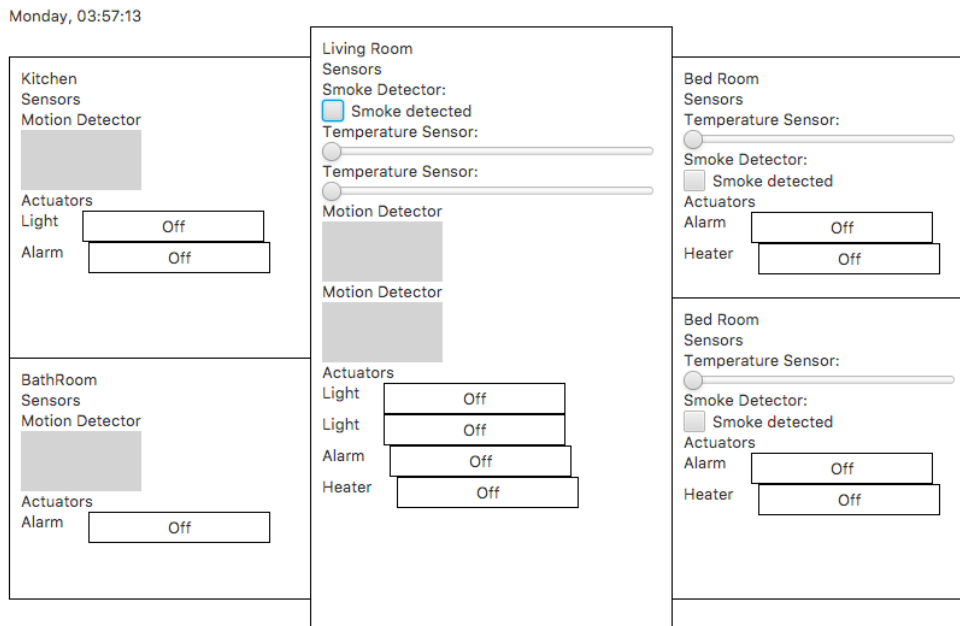 Monday, 03:57:13
Kitchen
Sensors
Motion Detector
Actuators
Light Off
Alarm Off
BathRoom
Sensors
Motion Detector
Actuators
Alarm Off
Living Room
Sensors
Smoke Detector:
Smoke detected
Temperature Sensor:
Temperature Sensor:
Motion Detector
Motion Detector
Actuators
Light Off
Light Off
Alarm Off
Heater Off
Bed Room
Sensors
Temperature Sensor:
Smoke Detector:
Smoke detected
Actuators
Alarm Off
Heater Off
Bed Room
Sensors
Temperature Sensor:
Smoke Detector:
Smoke detected
Actuators
Alarm Off
Heater Off